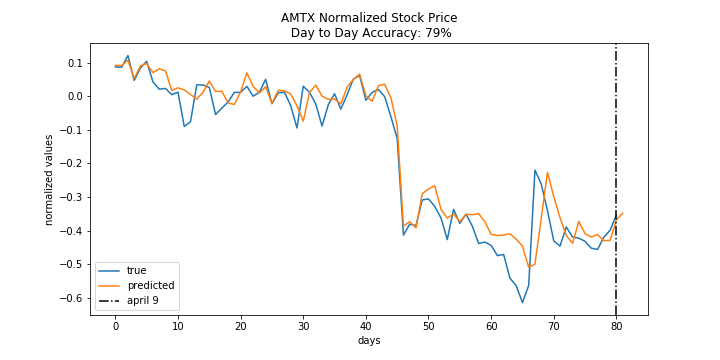 AMTX Normalized Stock Price
Day to Day Accuracy: 79%
normalized values
0.1
0.0
−0.1
−0.2
−0.3
−0.4
−0.5
−0.6
true
predicted
april 9
0 10 20 30 40 50 60 70 80
days